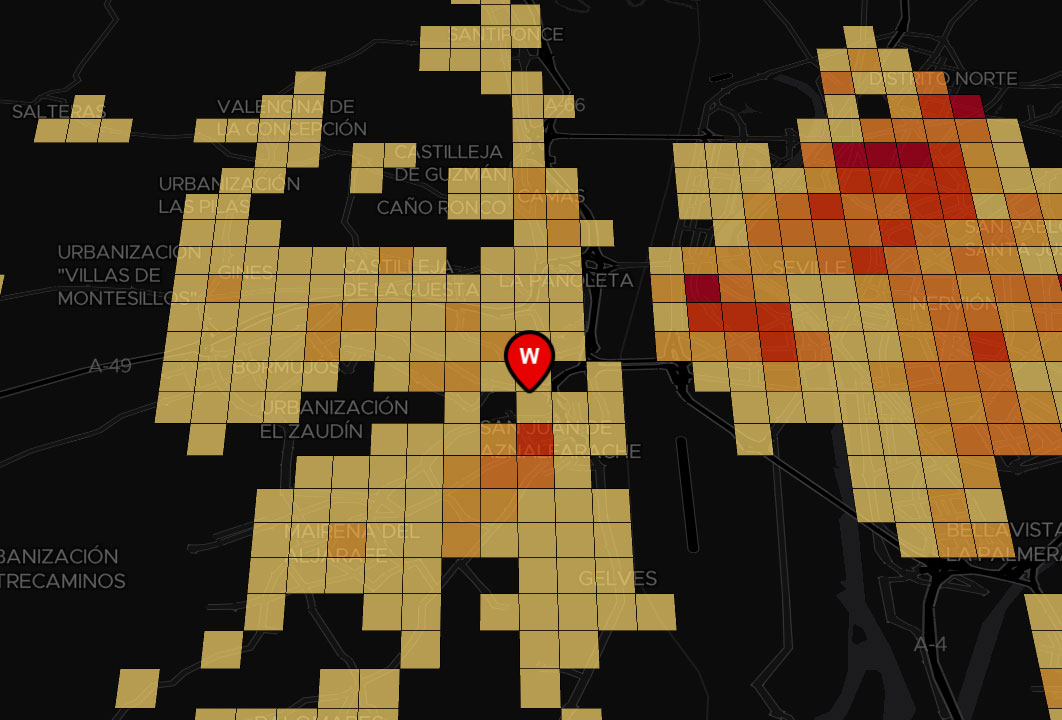 SANTIPONCE
DISTRITO NORTE
SALTERAS
VALENCINA DE
LA CONCEPCIÓN
A-66
CASTILLEJA
DE GUZMÁN
URBANIZACIÓN
LAS PILAS
CAMAS
CAÑO RONCO
SAN PABLO
SANTA JU
URBANIZACIÓN
"VILLAS DE
MONTESILLOS"
GINES
CASTILLEJA
DE LA CUESTA
LA PAÑOLETA
SEVILLE
NERVIÓN
W
A-49
BORMUJOS
URBANIZACIÓN
EL ZAUDÍN
SAN JUAN DE
AZNALFARACHE
MAIRENA DEL
ALJARAFE
BELLAVISTA
LA PALMERA
BANIZACIÓN
TRECAMINOS
GELVES
A-4
PALOMARES